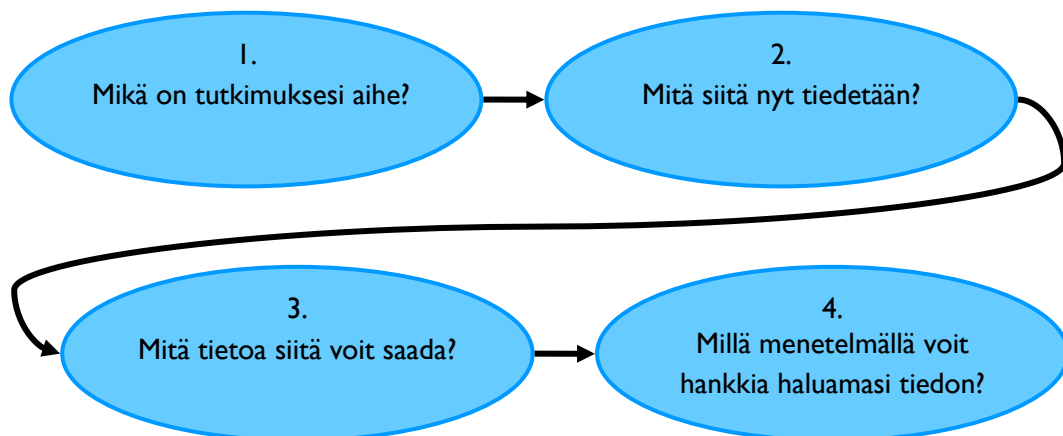 1.
Mikä on tutkimuksesi aihe?
2.
Mitä siitä nyt tiedetään?
3.
Mitä tietoa siitä voit saada?
4.
Millä menetelmällä voit
hankkia haluamasi tiedon?